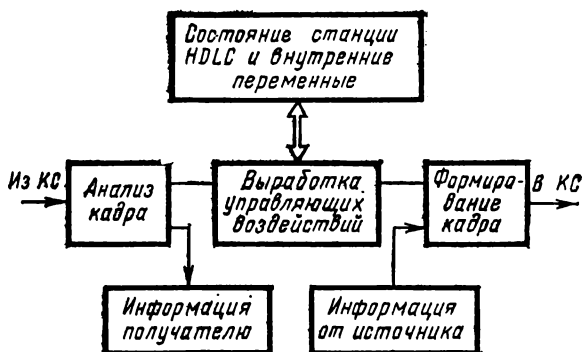 Состояние станции
HDLC и внутренние
переменные
Из КС
Анализ
кадра
Выработка
управляющих
воздействий
Формиро-
вание
кадра
В КС
Информация
получателю
Информация
от источника